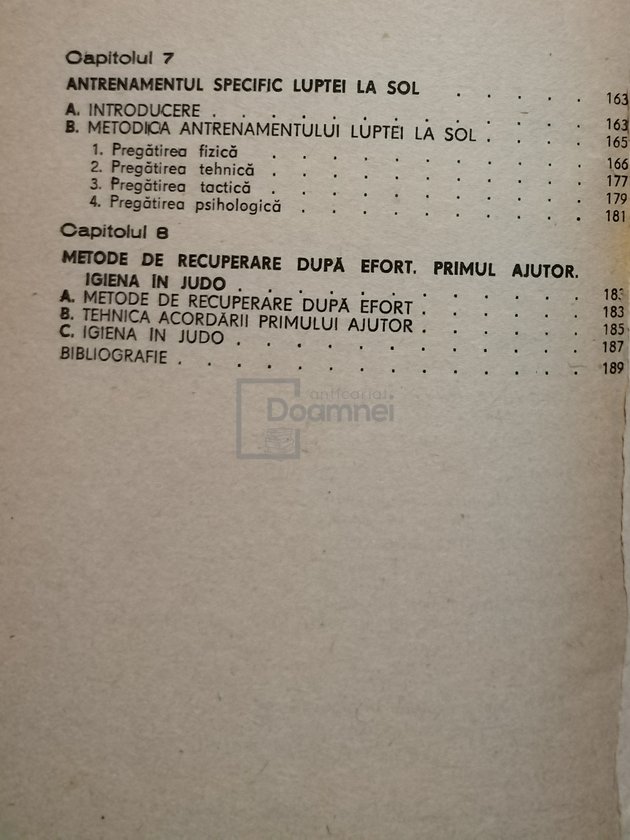 Capitolul 7
ANTRENAMENTUL SPECIFIC LUPTEI LA SOL . . . . . 163
A. INTRODUCERE . . . . . . . . . . . . . 163
B. METODICA ANTRENAMENTULUI LUPTEI LA SOL . . . . 165
1. Pregătirea fizică . . . . . . . . . . . 166
2. Pregătirea tehnică . . . . . . . . . . . 177
3. Pregătirea tactică . . . . . . . . . . . 179
4. Pregătirea psihologică . . . . . . . . . . 181
Capitolul 8
METODE DE RECUPERARE DUPĂ EFORT. PRIMUL AJUTOR.
IGIENA IN JUDO . . . . . . . . . . . . 183
A. METODE DE RECUPERARE DUPĂ EFORT . . . . . . 183
B. TEHNICA ACORDĂRII PRIMULUI AJUTOR . . . . . . 185
C. IGIENA IN JUDO . . . . . . . . . . . . 187
BIBLIOGRAFIE . . . . . . . . . . . . . . 189
anticariat
Doamnei